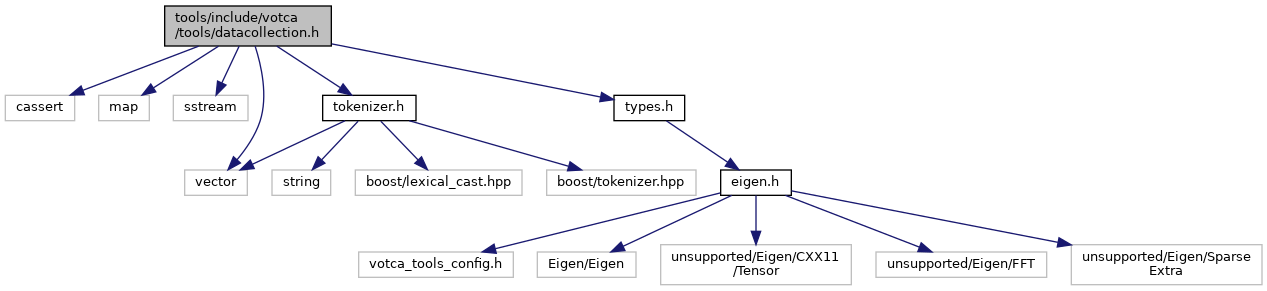 tools/include/votca
/tools/datacollection.h
cassert
map
sstream
tokenizer.h
types.h
vector
string
boost/lexical_cast.hpp
boost/tokenizer.hpp
eigen.h
votca_tools_config.h
Eigen/Eigen
unsupported/Eigen/CXX11
/Tensor
unsupported/Eigen/FFT
unsupported/Eigen/Sparse
Extra